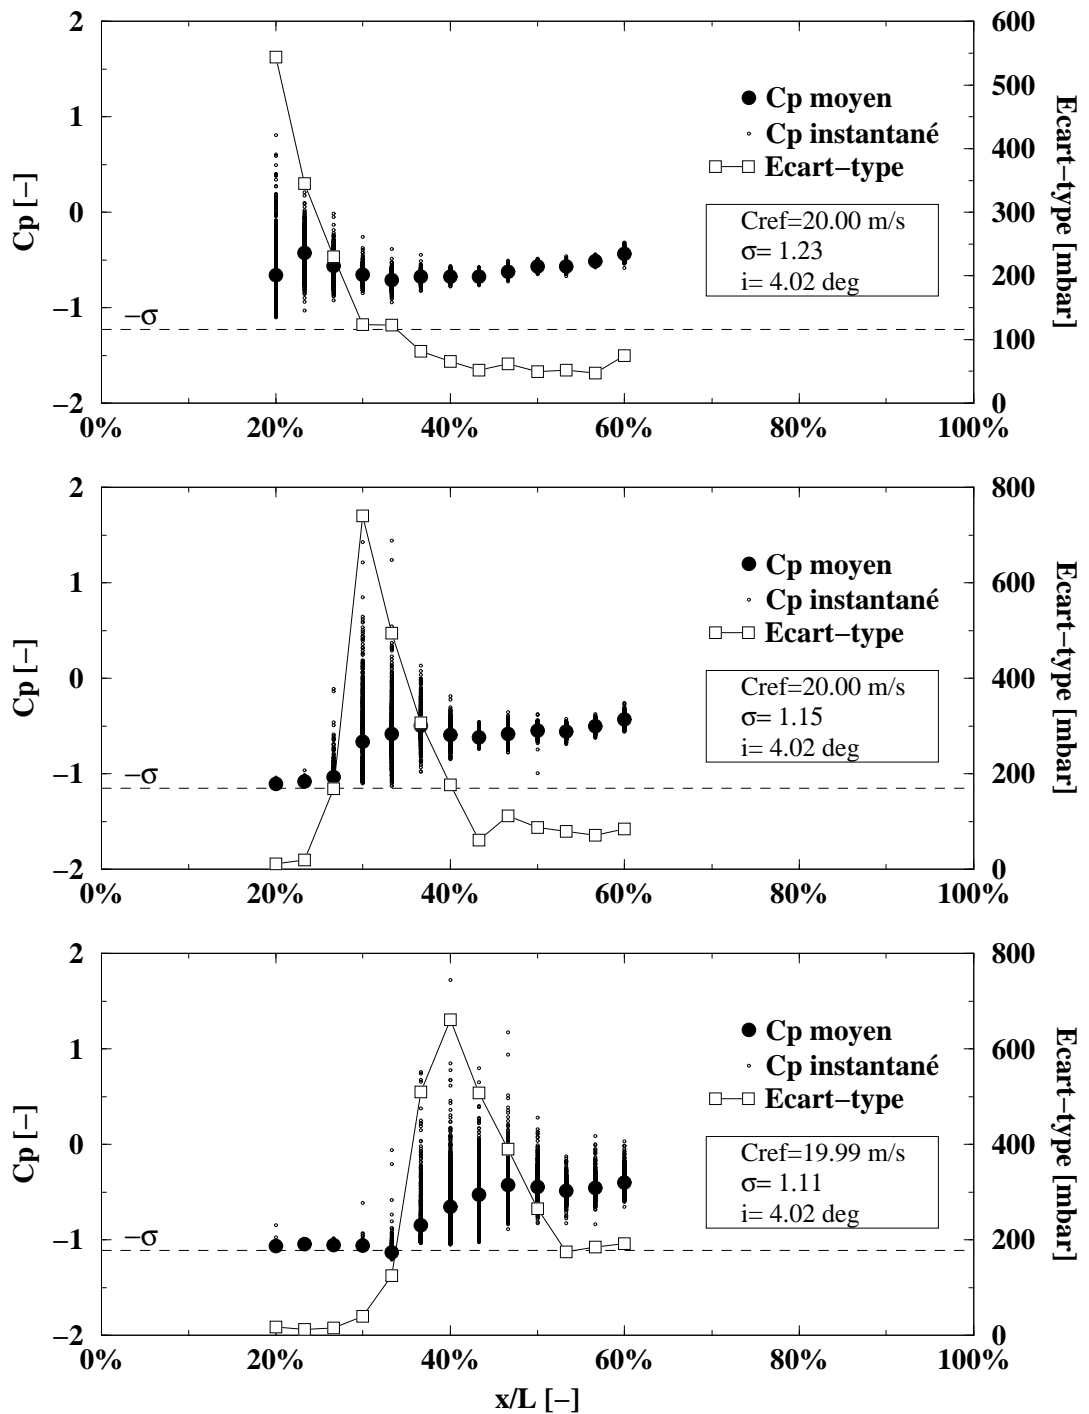 2
1
0
−1
−2
Cp [−]
600
500
400
300
200
100
0
Ecart−type [mbar]
Cp moyen
Cp instantané
Ecart−type
Cref=20.00 m/s
σ= 1.23
i= 4.02 deg
−σ
0%
20%
40%
60%
80%
100%
2
1
0
−1
−2
Cp [−]
800
600
400
200
0
Ecart−type [mbar]
Cp moyen
Cp instantané
Ecart−type
Cref=20.00 m/s
σ= 1.15
i= 4.02 deg
−σ
0%
20%
40%
60%
80%
100%
2
1
0
−1
−2
Cp [−]
800
600
400
200
0
Ecart−type [mbar]
Cp moyen
Cp instantané
Ecart−type
Cref=19.99 m/s
σ= 1.11
i= 4.02 deg
−σ
0%
20%
40%
60%
80%
100%
x/L [−]